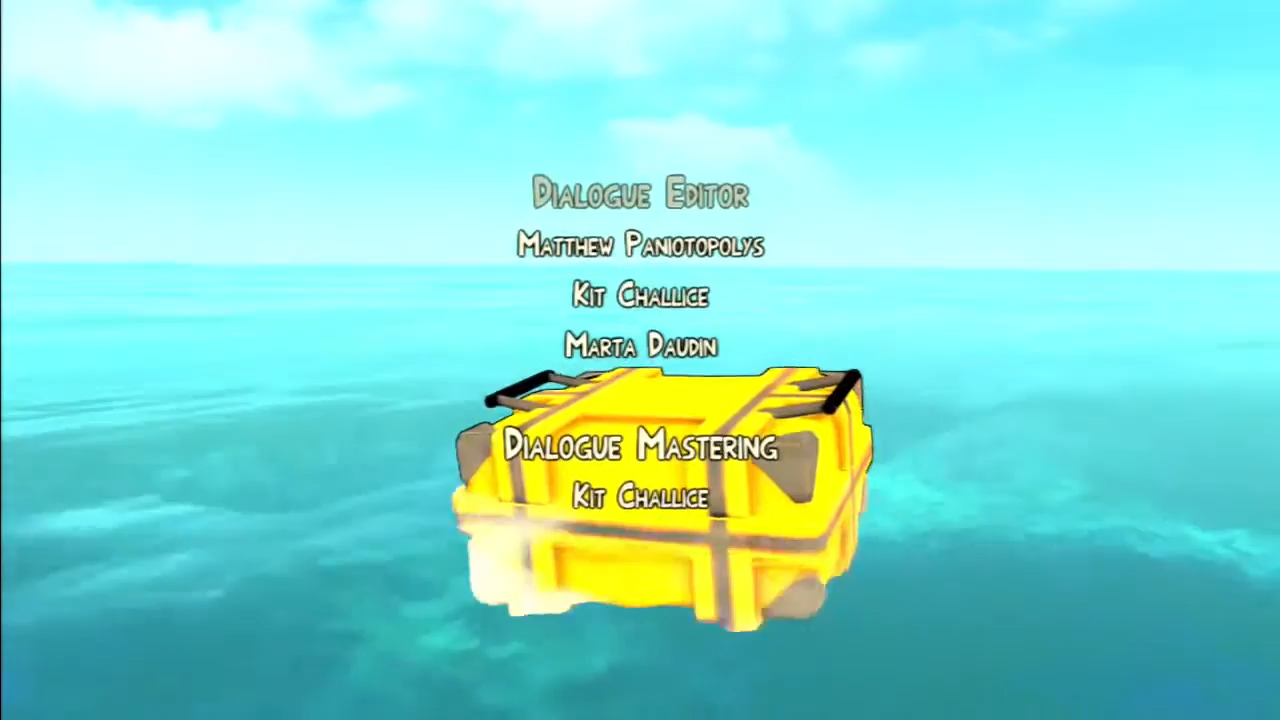 Dialogue Editor
Matthew Paniotopolys
Kit Challice
Marta Daudin
Dialogue Mastering
Kit Challice